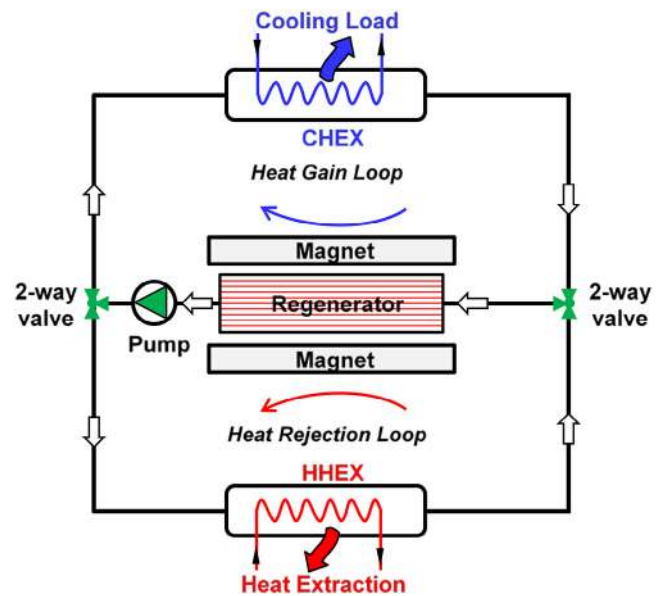 Cooling Load
CHEX
Heat Gain Loop
Magnet
2-way
valve
Regenerator
2-way
valve
Pump
Magnet
Heat Rejection Loop
HHEX
Heat Extraction